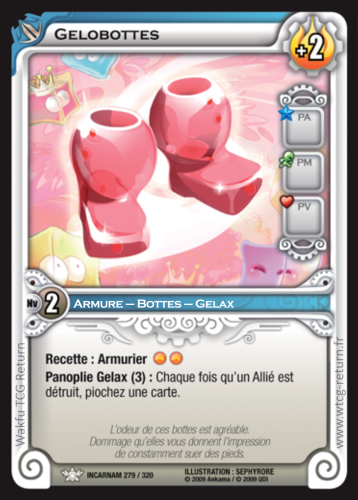 Gelobottes
+2
PA
PM
PV
Nv 2
Armure – Bottes – Gelax
Recette : Armurier
Panoplie Gelax (3) : Chaque fois qu'un Allié est
détruit, piochez une carte.
L'odeur de ces bottes est agréable.
Dommage qu'elles vous donnent l'impression
de constamment suer des pieds.
INCARNAM 279 / 320
ILLUSTRATION : SEPHYRORE
© 2009 Ankama / © 2009 UDI
Wakfu TCG Return
www.wtcg-return.fr